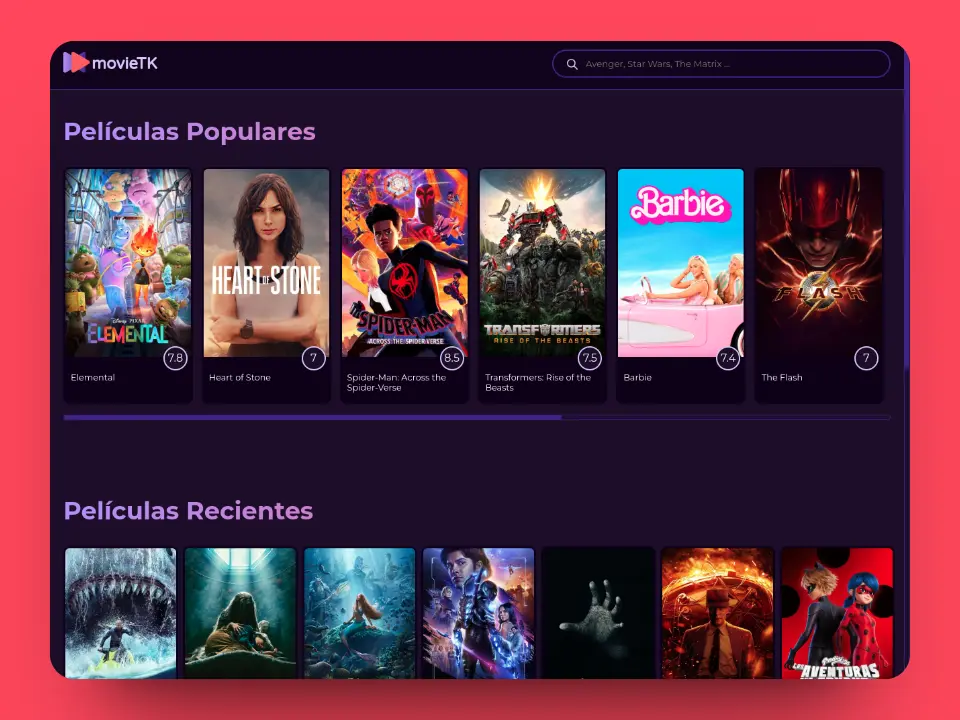 movieTK
Avenger, Star Wars, The Matrix ...
Películas Populares
HEART OF STONE
Barbie
FLASH
Disney PIXAR
ELEMENTAL
SPIDER-MAN
ACROSS THE SPIDER-VERSE
TRANSFORMERS
RISE OF THE BEASTS
7.8
7
8.5
7.5
7.4
7
Elemental
Heart of Stone
Spider-Man: Across the
Spider-Verse
Transformers: Rise of the
Beasts
Barbie
The Flash
Películas Recientes
Miraculous
LAS AVENTURAS